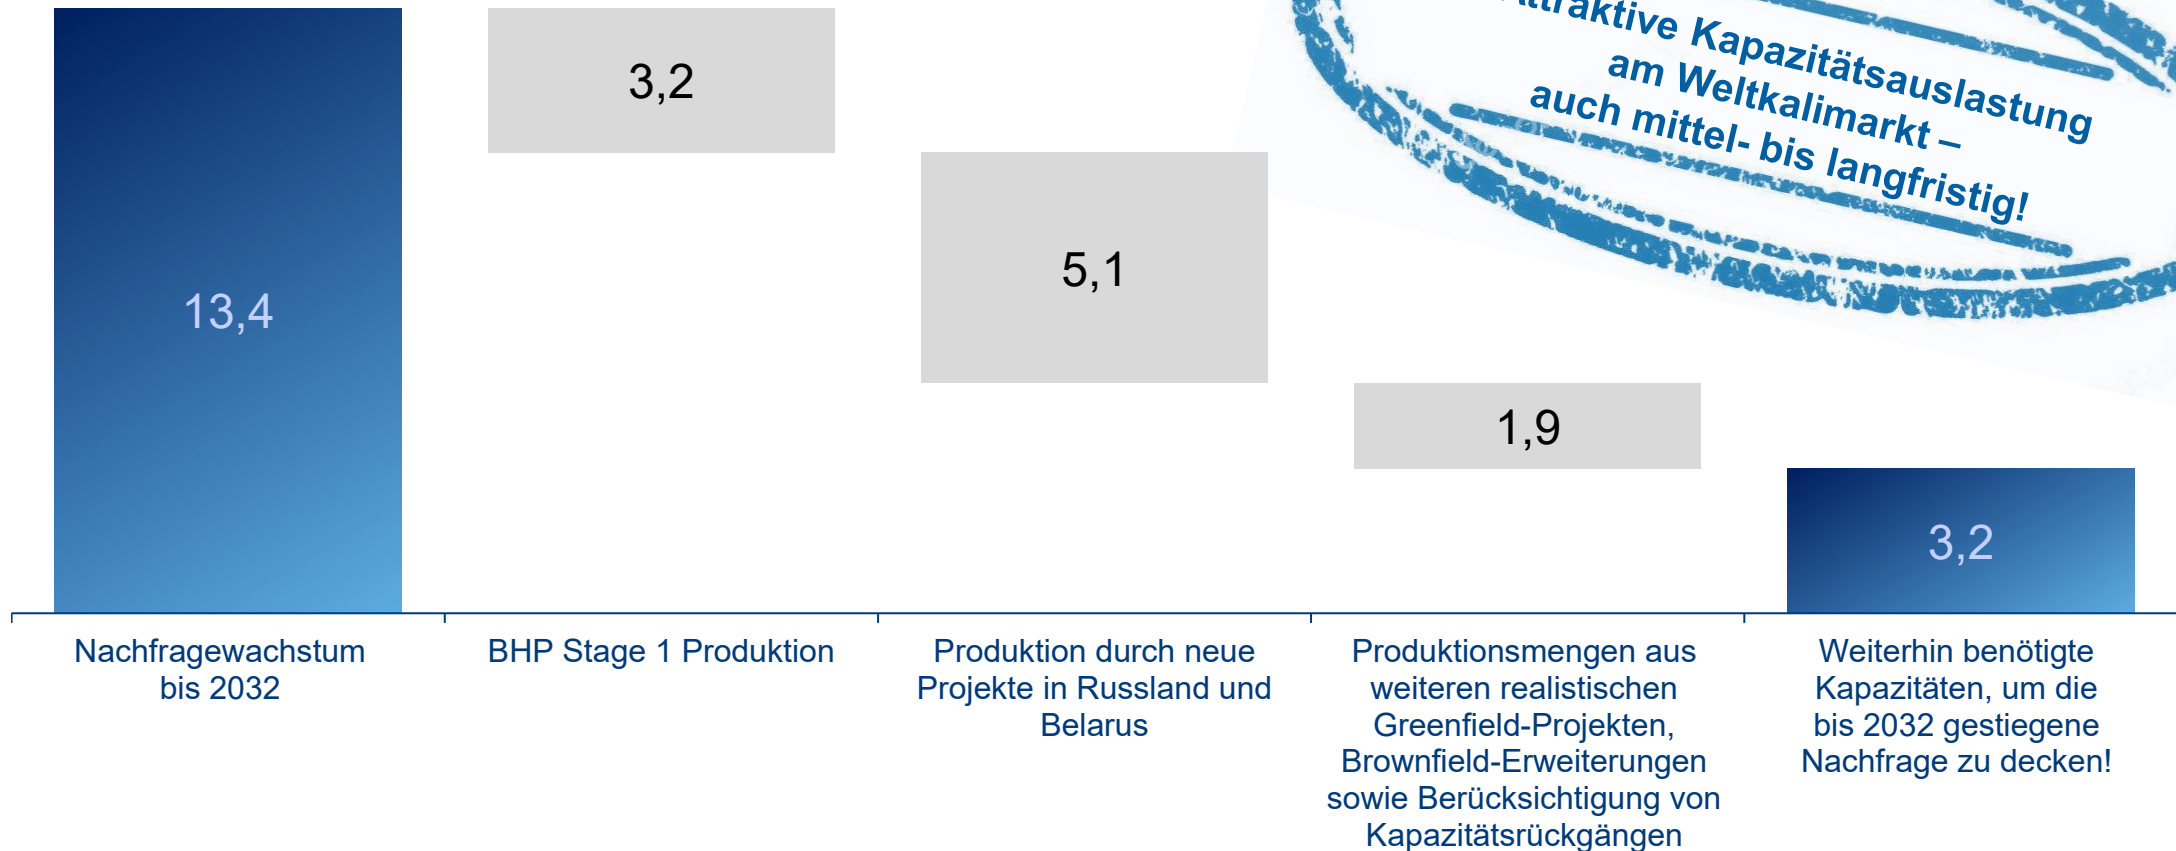 Attraktive Kapazitätsauslastung
am Weltkalimarkt –
auch mittel- bis langfristig!
13,4
3,2
5,1
1,9
3,2
Nachfragewachstum
bis 2032
BHP Stage 1 Produktion
Produktion durch neue
Projekte in Russland und
Belarus
Produktionsmengen aus
weiteren realistischen
Greenfield-Projekten,
Brownfield-Erweiterungen
sowie Berücksichtigung von
Kapazitätsrückgängen
Weiterhin benötigte
Kapazitäten, um die
bis 2032 gestiegene
Nachfrage zu decken!